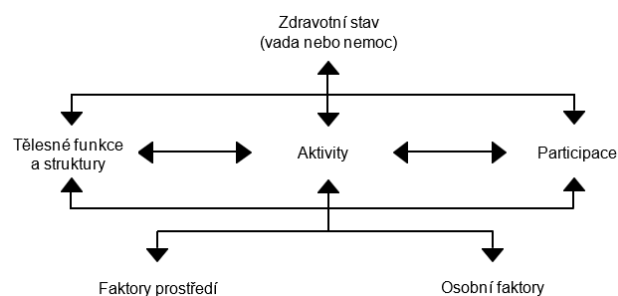 Zdravotní stav
(vada nebo nemoc)
Tělesné funkce
a struktury
Aktivity
Participace
Faktory prostředí
Osobní faktory